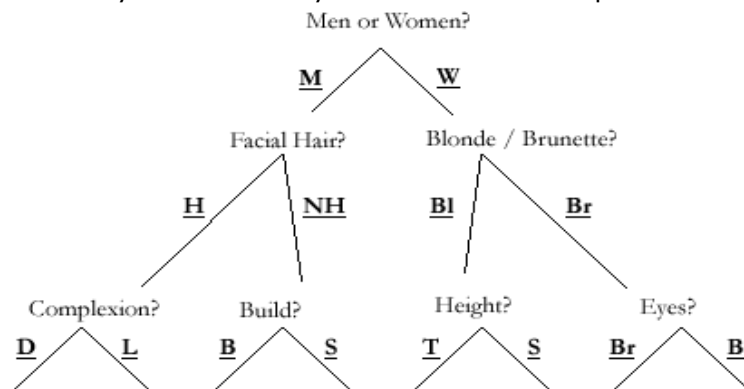 Men or Women?
M W
Facial Hair? Blonde / Brunette?
H NH Bl Br
Complexion? Build? Height? Eyes?
D L B S T S Br